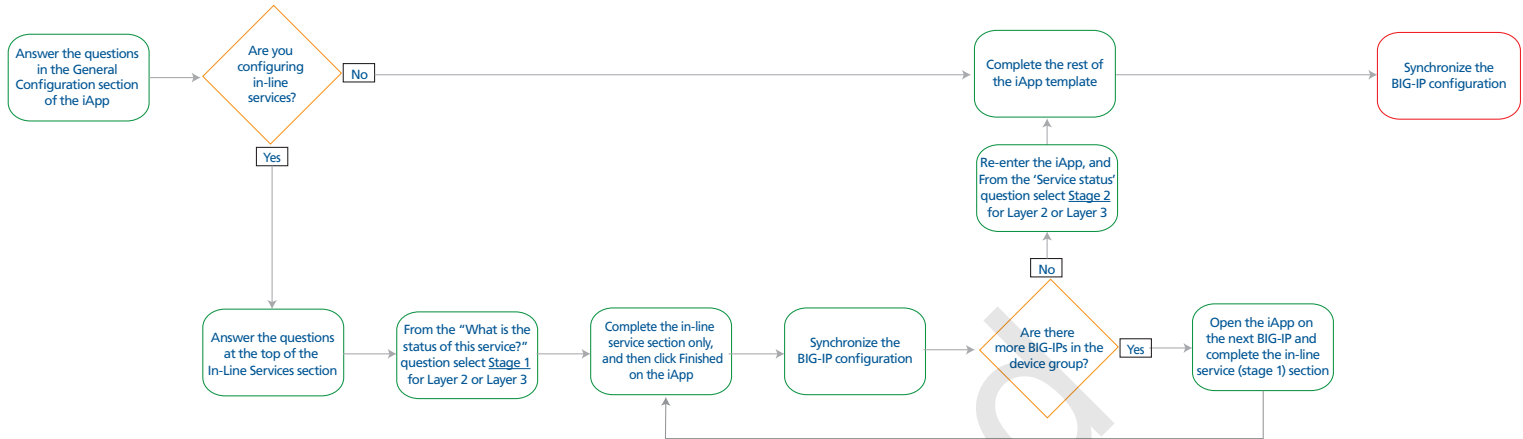 Answer the questions
in the General
Configuration section
of the iApp
Are you
configuring
in-line
services?
No
Complete the rest of
the iApp template
Synchronize the
BIG-IP configuration
Yes
Re-enter the iApp, and
From the ‘Service status’
question select Stage 2
for Layer 2 or Layer 3
No
Answer the questions
at the top of the
In-Line Services section
From the “What is the
status of this service?”
question select Stage 1
for Layer 2 or Layer 3
Complete the in-line
service section only,
and then click Finished
on the iApp
Synchronize the
BIG-IP configuration
Are there
more BIG-IPs in the
device group?
Yes
Open the iApp on
the next BIG-IP and
complete the in-line
service (stage 1) section